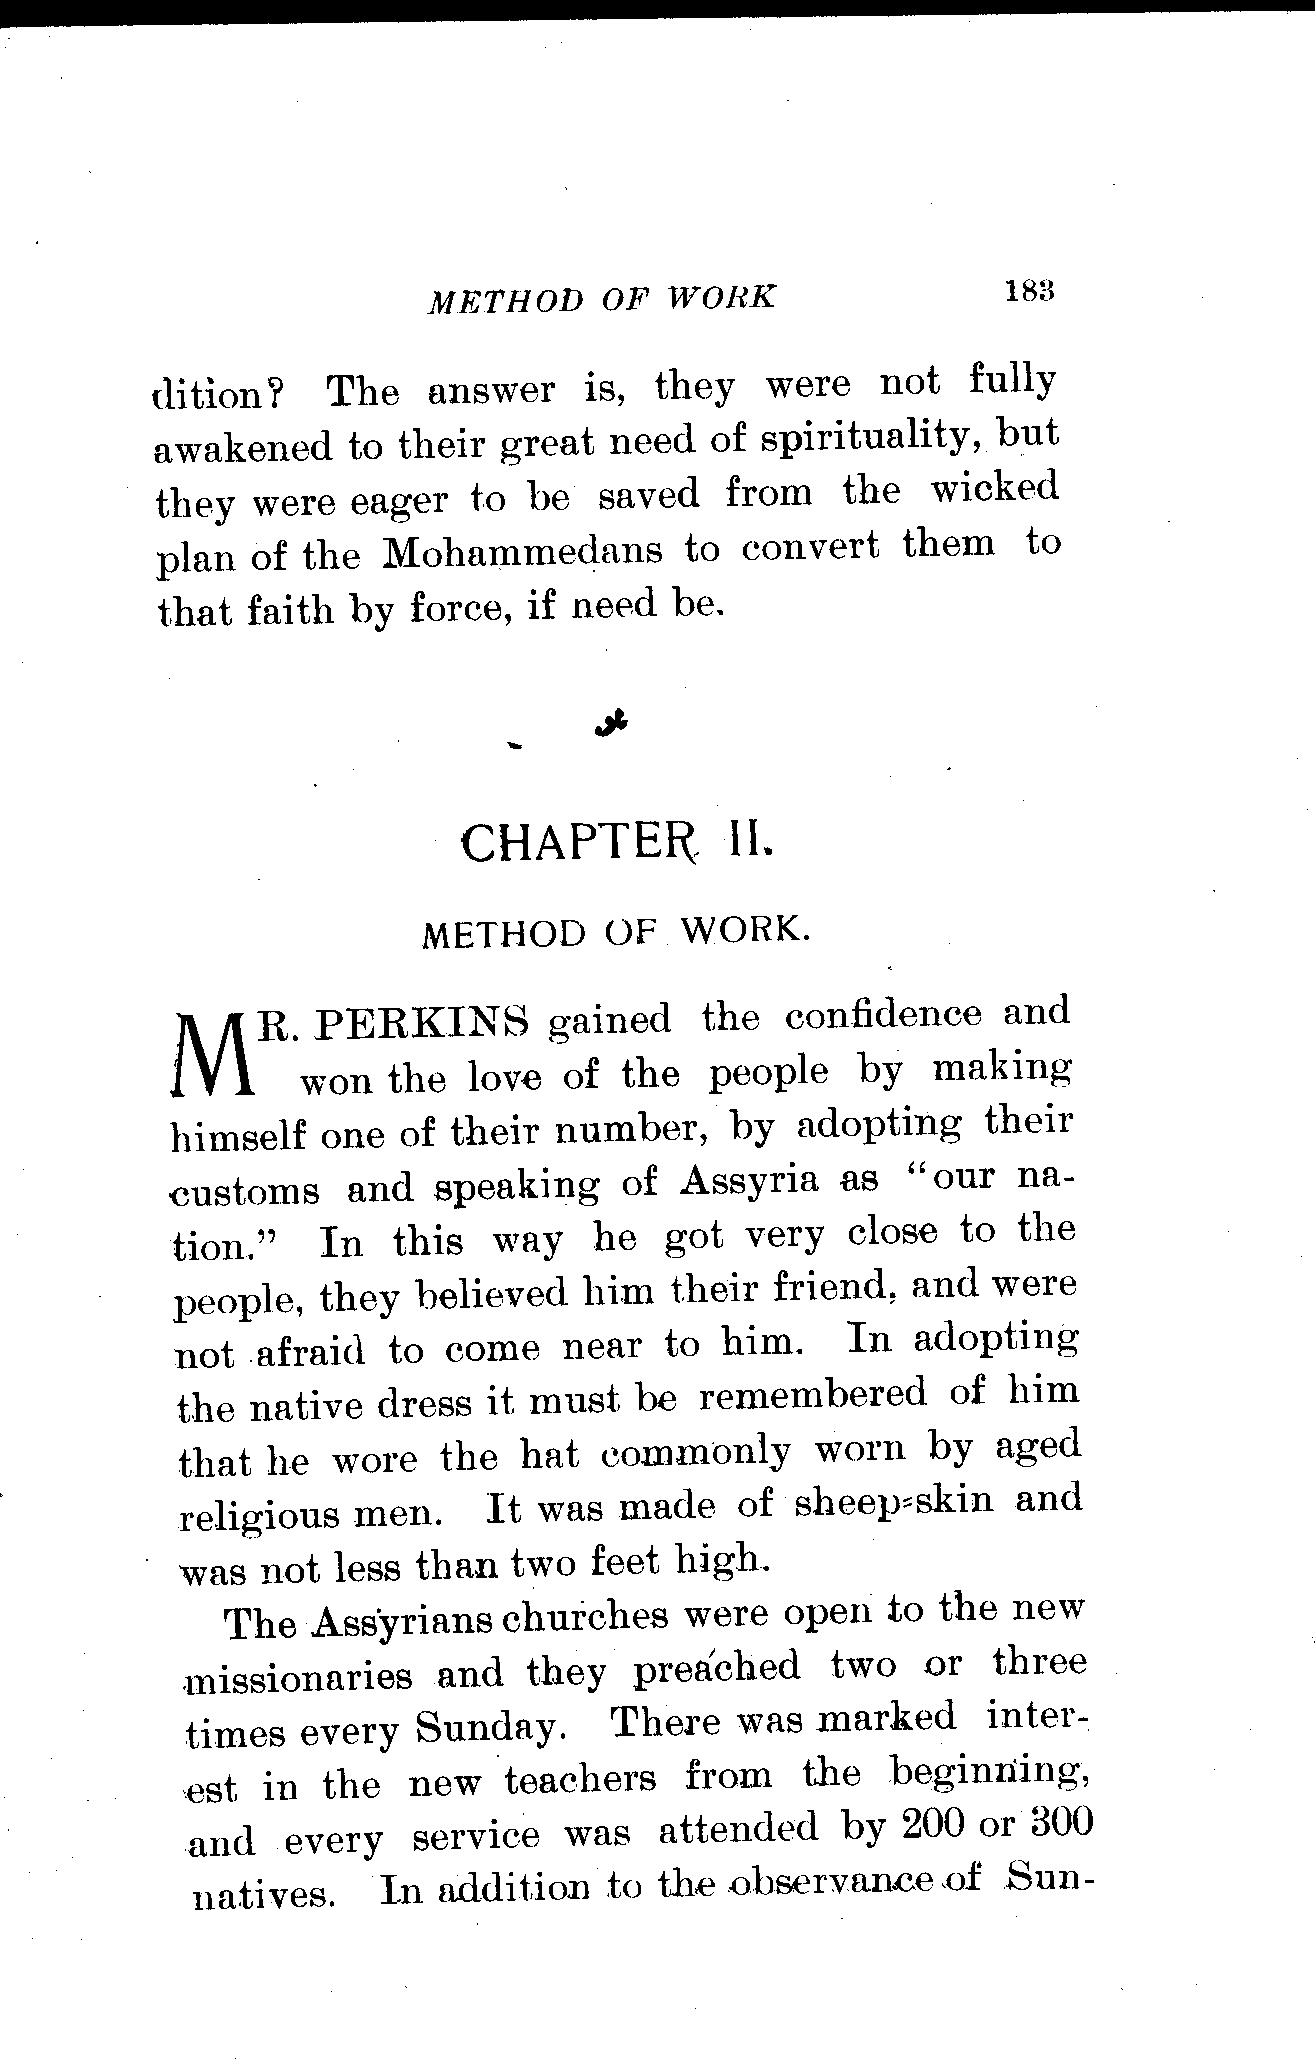 METHOD OF WORK 183
dition? The answer is, they were not fully
awakened to their great need of spirituality, but
they were eager to be saved from the wicked
plan of the Mohammedans to convert them to
that faith by force, if need be.
CHAPTER II.
METHOD OF WORK.
MR. PERKINS gained the confidence and
won the love of the people by making
himself one of their number, by adopting their
customs and speaking of Assyria as "our na-
tion." In this way he got very close to the
people, they believed him their friend, and were
not afraid to come near to him. In adopting
the native dress it must be remembered of him
that he wore the hat commonly worn by aged
religious men. It was made of sheep-skin and
was not less than two feet high.
The Assyrians churches were open to the new
missionaries and they preached two or three
times every Sunday. There was marked inter-
est in the new teachers from the beginning,
and every service was attended by 200 or 300
natives. In addition to the observance of Sun-